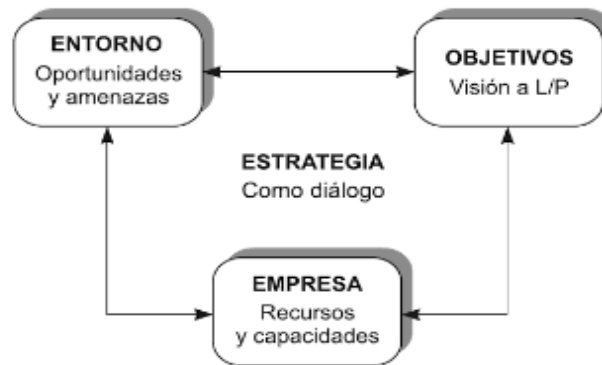 ENTORNO
Oportunidades
y amenazas
OBJETIVOS
Visión a L/P
ESTRATEGIA
Como diálogo
EMPRESA
Recursos
y capacidades